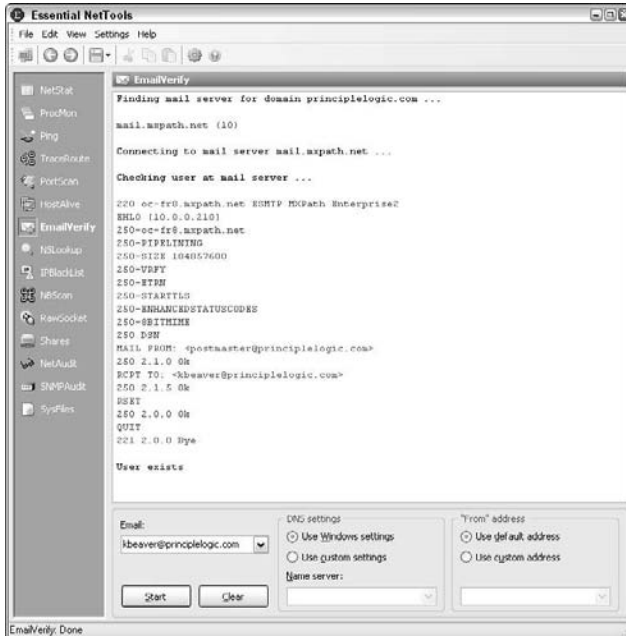 Essential NetTools
File Edit View Settings Help
NetStat
ProcMon
Ping
TraceRoute
PortScan
HostAlive
EmailVerify
NSLookup
IPBlackList
NBScan
RawSocket
Shares
NetAudit
SNMPAudit
SysFiles
EmailVerify
Finding mail server for domain principlelogic.com ...
mail.mxpath.net (10)
Connecting to mail server mail.mxpath.net ...
Checking user at mail server ...
220 oc-fr8.mxpath.net ESMTP MXPath Enterprise2
EHLO [10.0.0.210]
250-oc-fr8.mxpath.net
250-PIPELINING
250-SIZE 104857600
250-VRFY
250-ETRN
250-STARTTLS
250-ENHANCEDSTATUSCODES
250-8BITMIME
250 DSN
MAIL FROM: <postmaster@principlelogic.com>
250 2.1.0 Ok
RCPT TO: <kbeaver@principlelogic.com>
250 2.1.5 Ok
RSET
250 2.0.0 Ok
QUIT
221 2.0.0 Bye
User exists
Email:
kbeaver@principlelogic.com
Start Clear
DNS settings
Use Windows settings
Use custom settings
Name server:
"From" address
Use default address
Use custom address
EmailVerify: Done